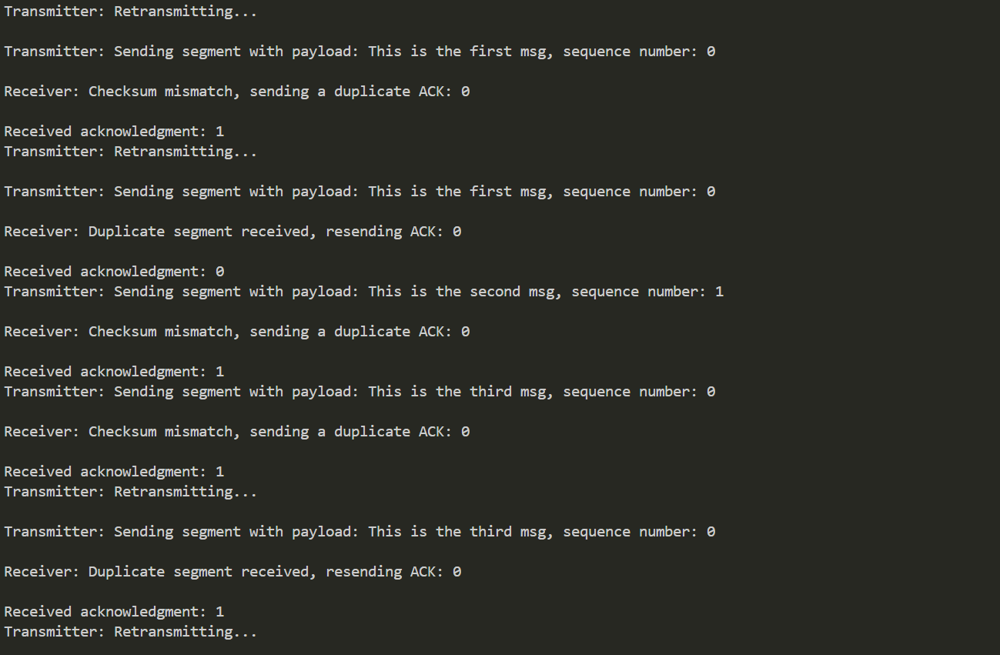 Transmitter: Retransmitting...
Transmitter: Sending segment with payload: This is the first msg, sequence number: 0
Receiver: Checksum mismatch, sending a duplicate ACK: 0
Received acknowledgment: 1
Transmitter: Retransmitting...
Transmitter: Sending segment with payload: This is the first msg, sequence number: 0
Receiver: Duplicate segment received, resending ACK: 0
Received acknowledgment: 0
Transmitter: Sending segment with payload: This is the second msg, sequence number: 1
Receiver: Checksum mismatch, sending a duplicate ACK: 0
Received acknowledgment: 1
Transmitter: Sending segment with payload: This is the third msg, sequence number: 0
Receiver: Checksum mismatch, sending a duplicate ACK: 0
Received acknowledgment: 1
Transmitter: Retransmitting...
Transmitter: Sending segment with payload: This is the third msg, sequence number: 0
Receiver: Duplicate segment received, resending ACK: 0
Received acknowledgment: 1
Transmitter: Retransmitting...